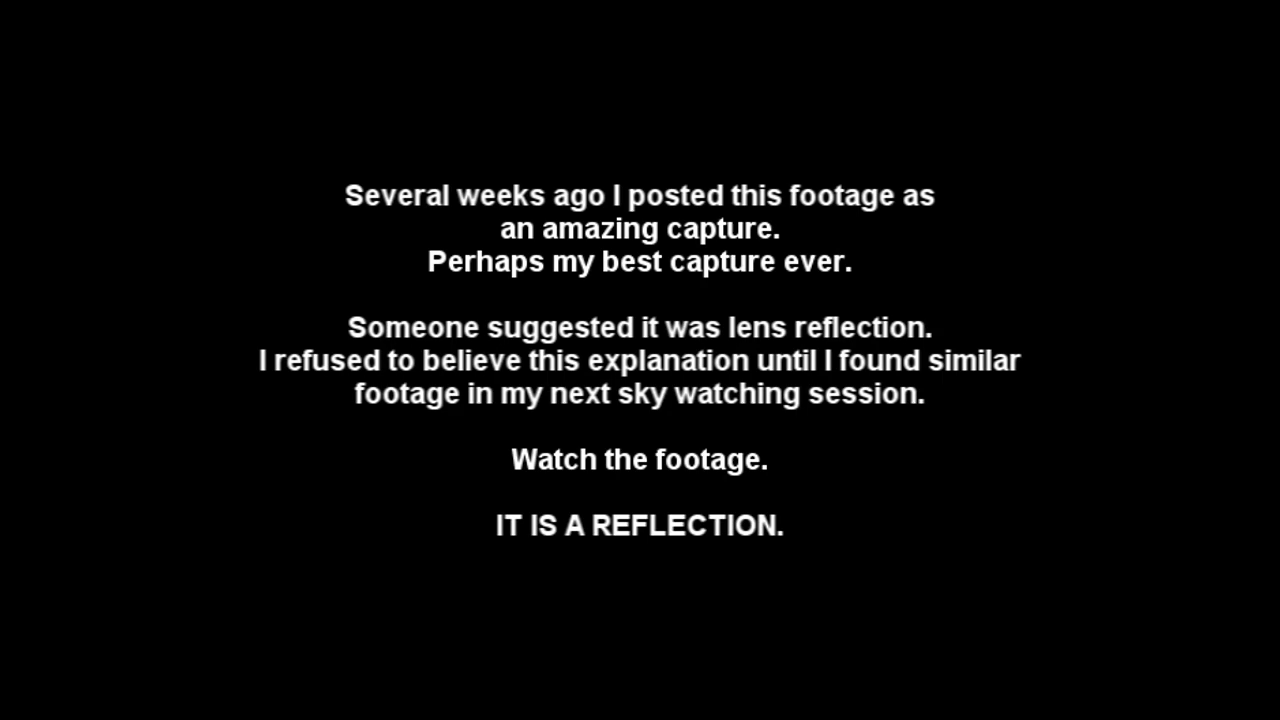 Several weeks ago I posted this footage as
an amazing capture.
Perhaps my best capture ever.
Someone suggested it was lens reflection.
I refused to believe this explanation until I found similar
footage in my next sky watching session.
Watch the footage.
IT IS A REFLECTION.